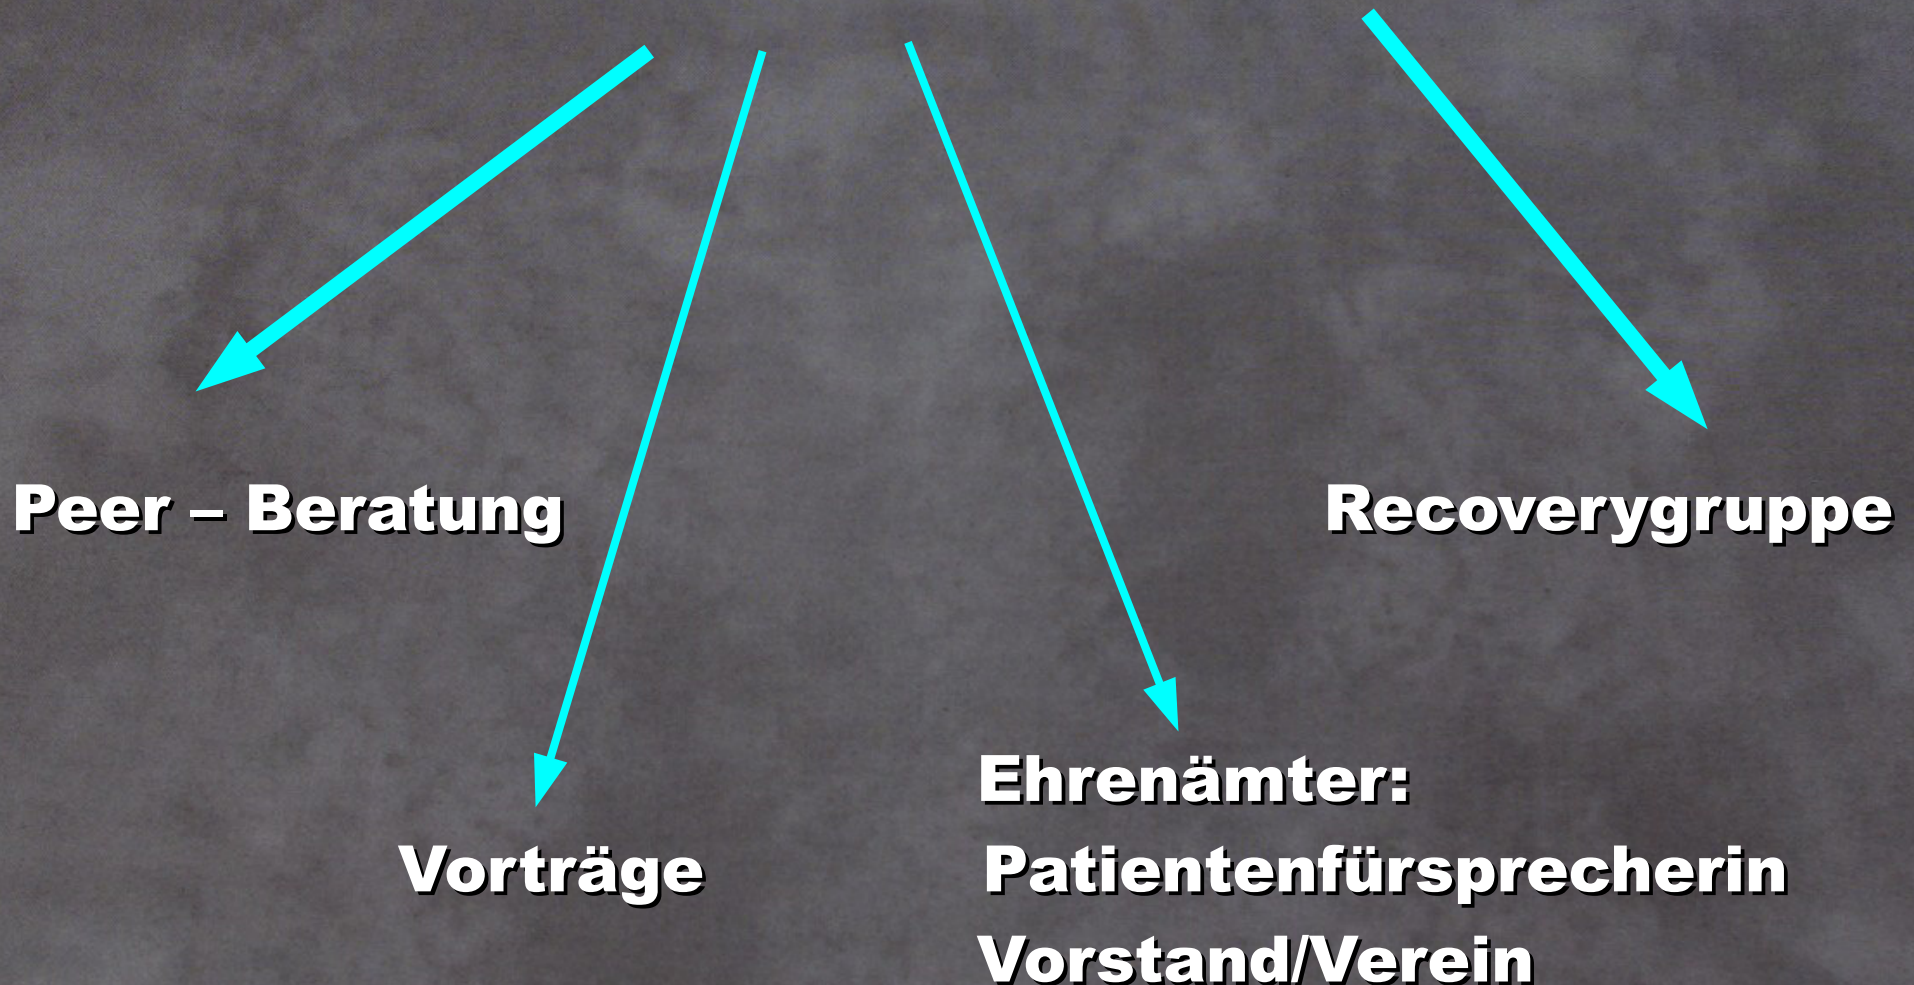 Peer – Beratung
Recoverygruppe
Vorträge
Ehrenämter:
Patientenfürsprecherin
Vorstand/Verein